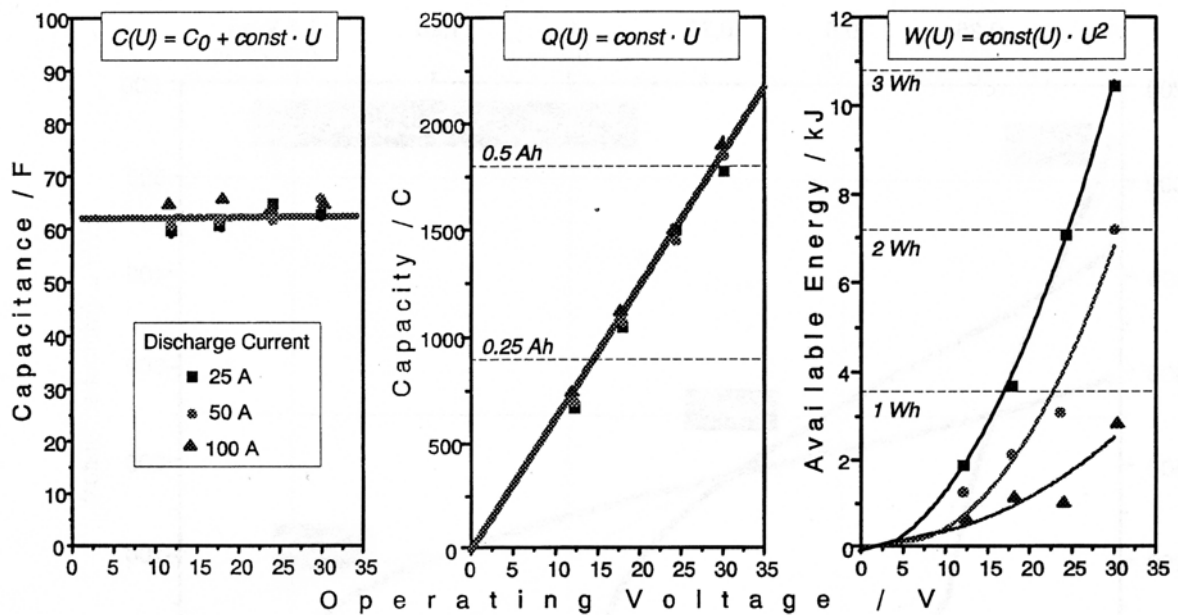 C(U) = C0 + const · U
Capacitance / F
100
90
80
70
60
50
40
30
20
10
0
Discharge Current
25 A
50 A
100 A
0 5 10 15 20 25 30 35
Q(U) = const · U
Capacity / C
2500
2000
1500
1000
500
0
0.5 Ah
0.25 Ah
0 5 10 15 20 25 30 35
W(U) = const(U) · U²
Available Energy / kJ
12
10
8
6
4
2
0
3 Wh
2 Wh
1 Wh
0 5 10 15 20 25 30 35
Operating Voltage / V